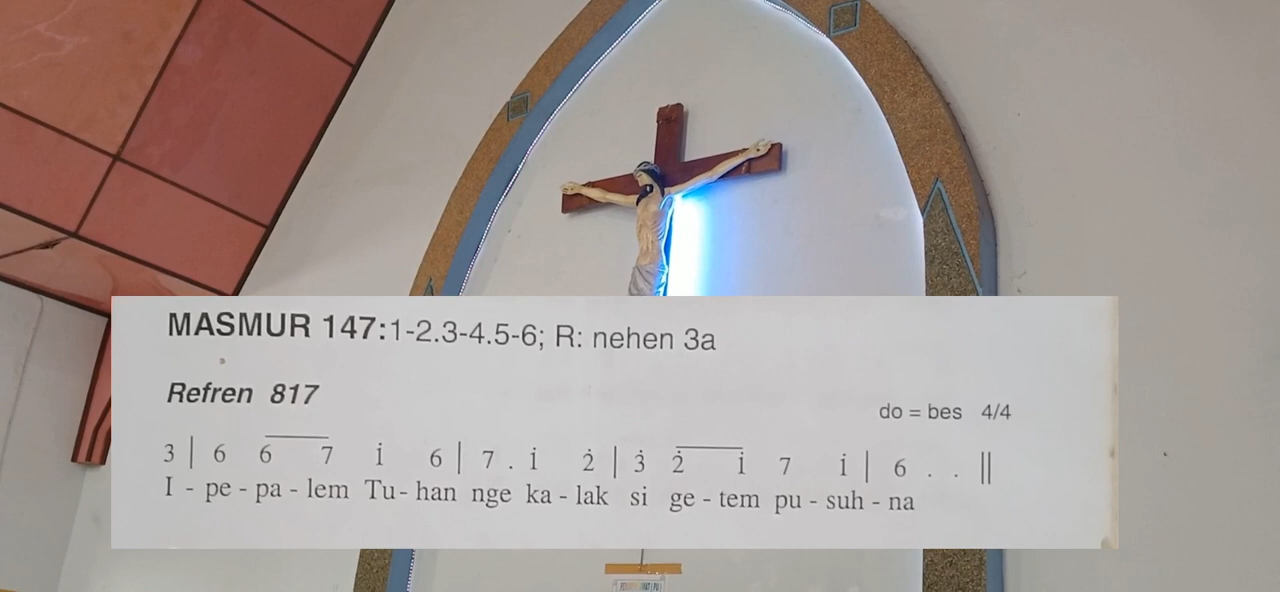 MASMUR 147:1-2.3-4.5-6; R: nehen 3a
Refren 817
do = bes 4/4
3 | 6 6 7 i 6 | 7 . i 2̇ | 3̇ 2̇ i 7 i | 6 . . ||
I - pe - pa - lem Tu - han nge ka - lak si ge - tem pu - suh - na